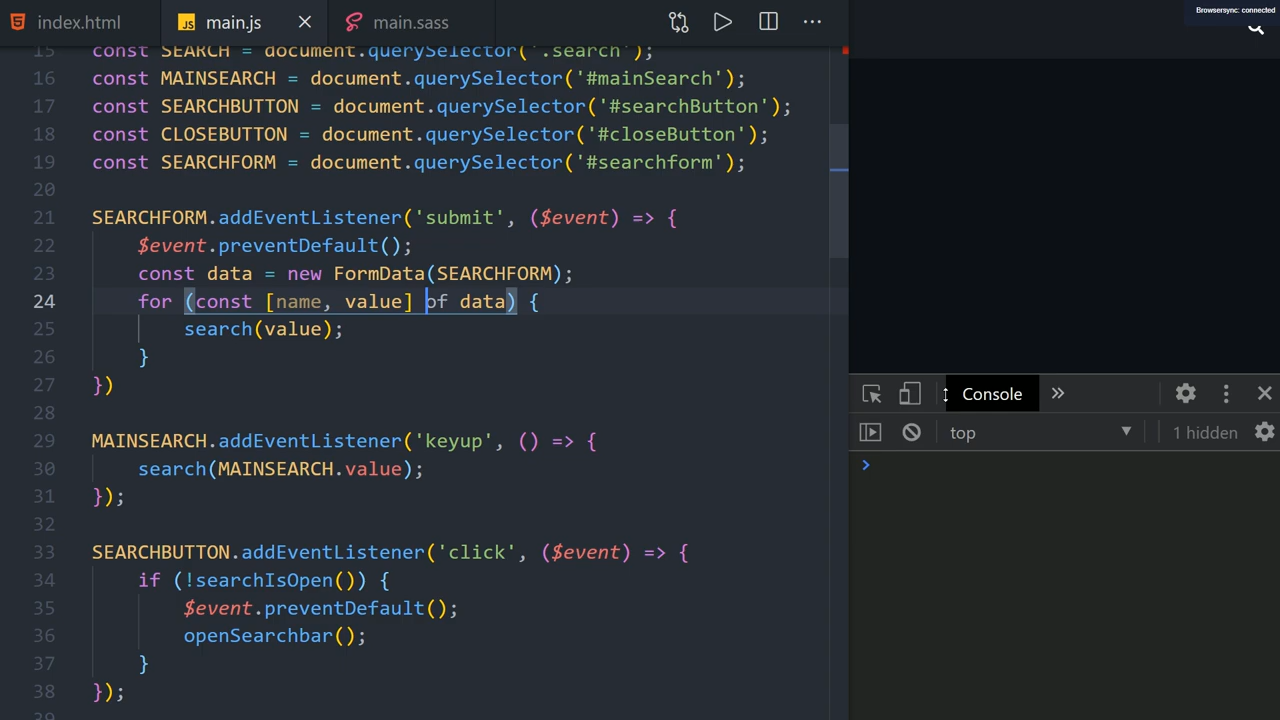 index.html
JS main.js
main.sass
Browsersync: connected
15 const SEARCH = document.querySelector('.search');
16 const MAINSEARCH = document.querySelector('#mainSearch');
17 const SEARCHBUTTON = document.querySelector('#searchButton');
18 const CLOSEBUTTON = document.querySelector('#closeButton');
19 const SEARCHFORM = document.querySelector('#searchform');
20
21 SEARCHFORM.addEventListener('submit', ($event) => {
22 $event.preventDefault();
23 const data = new FormData(SEARCHFORM);
24 for (const [name, value] of data) {
25 search(value);
26 }
27 })
28
29 MAINSEARCH.addEventListener('keyup', () => {
30 search(MAINSEARCH.value);
31 });
32
33 SEARCHBUTTON.addEventListener('click', ($event) => {
34 if (!searchIsOpen()) {
35 $event.preventDefault();
36 openSearchbar();
37 }
38 });
39
Console
top
1 hidden